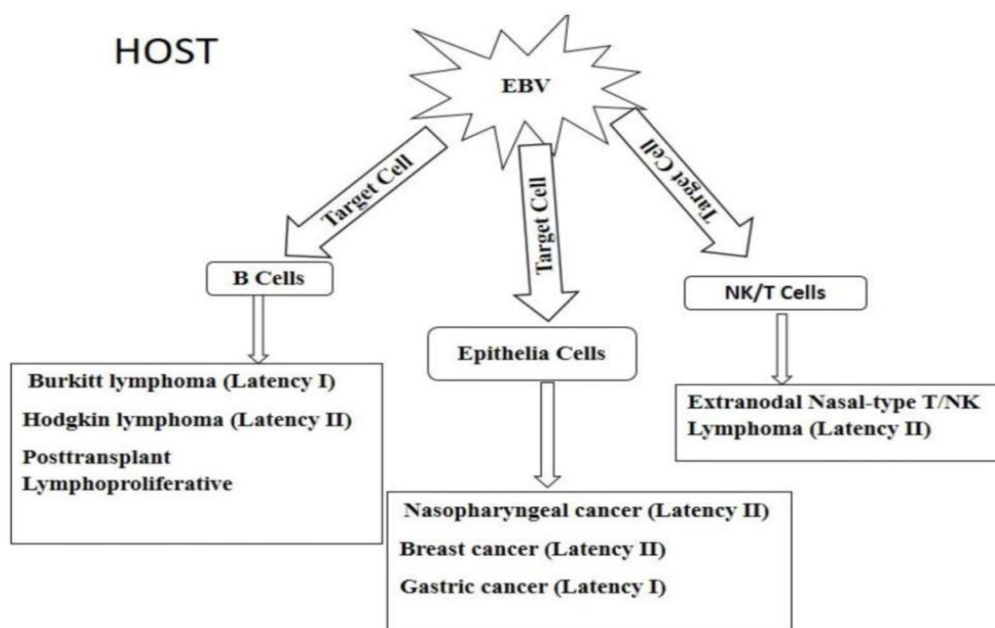 HOST
EBV
Target Cell
Target Cell
Target Cell
B Cells
Epithelia Cells
NK/T Cells
Burkitt lymphoma (Latency I)
Hodgkin lymphoma (Latency II)
Posttransplant
Lymphoproliferative
Nasopharyngeal cancer (Latency II)
Breast cancer (Latency II)
Gastric cancer (Latency I)
Extranodal Nasal-type T/NK
Lymphoma (Latency II)